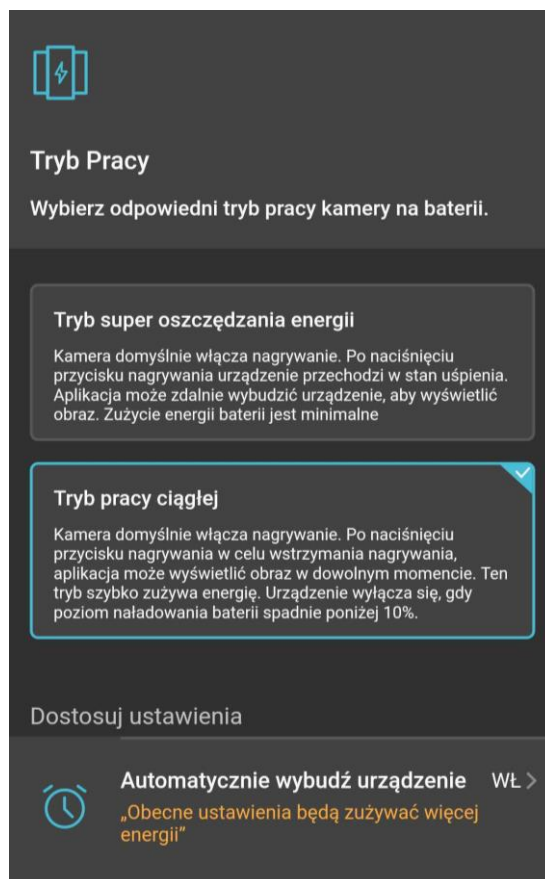 Tryb Pracy
Wybierz odpowiedni tryb pracy kamery na baterii.
Tryb super oszczędzania energii
Kamera domyślnie włącza nagrywanie. Po naciśnięciu
przycisku nagrywania urządzenie przechodzi w stan uśpienia.
Aplikacja może zdalnie wybudzić urządzenie, aby wyświetlić
obraz. Zużycie energii baterii jest minimalne
Tryb pracy ciągłej
Kamera domyślnie włącza nagrywanie. Po naciśnięciu
przycisku nagrywania w celu wstrzymania nagrywania,
aplikacja może wyświetlić obraz w dowolnym momencie. Ten
tryb szybko zużywa energię. Urządzenie wyłącza się, gdy
poziom naładowania baterii spadnie poniżej 10%.
Dostosuj ustawienia
Automatycznie wybudź urządzenie WŁ >
„Obecne ustawienia będą zużywać więcej
energii”